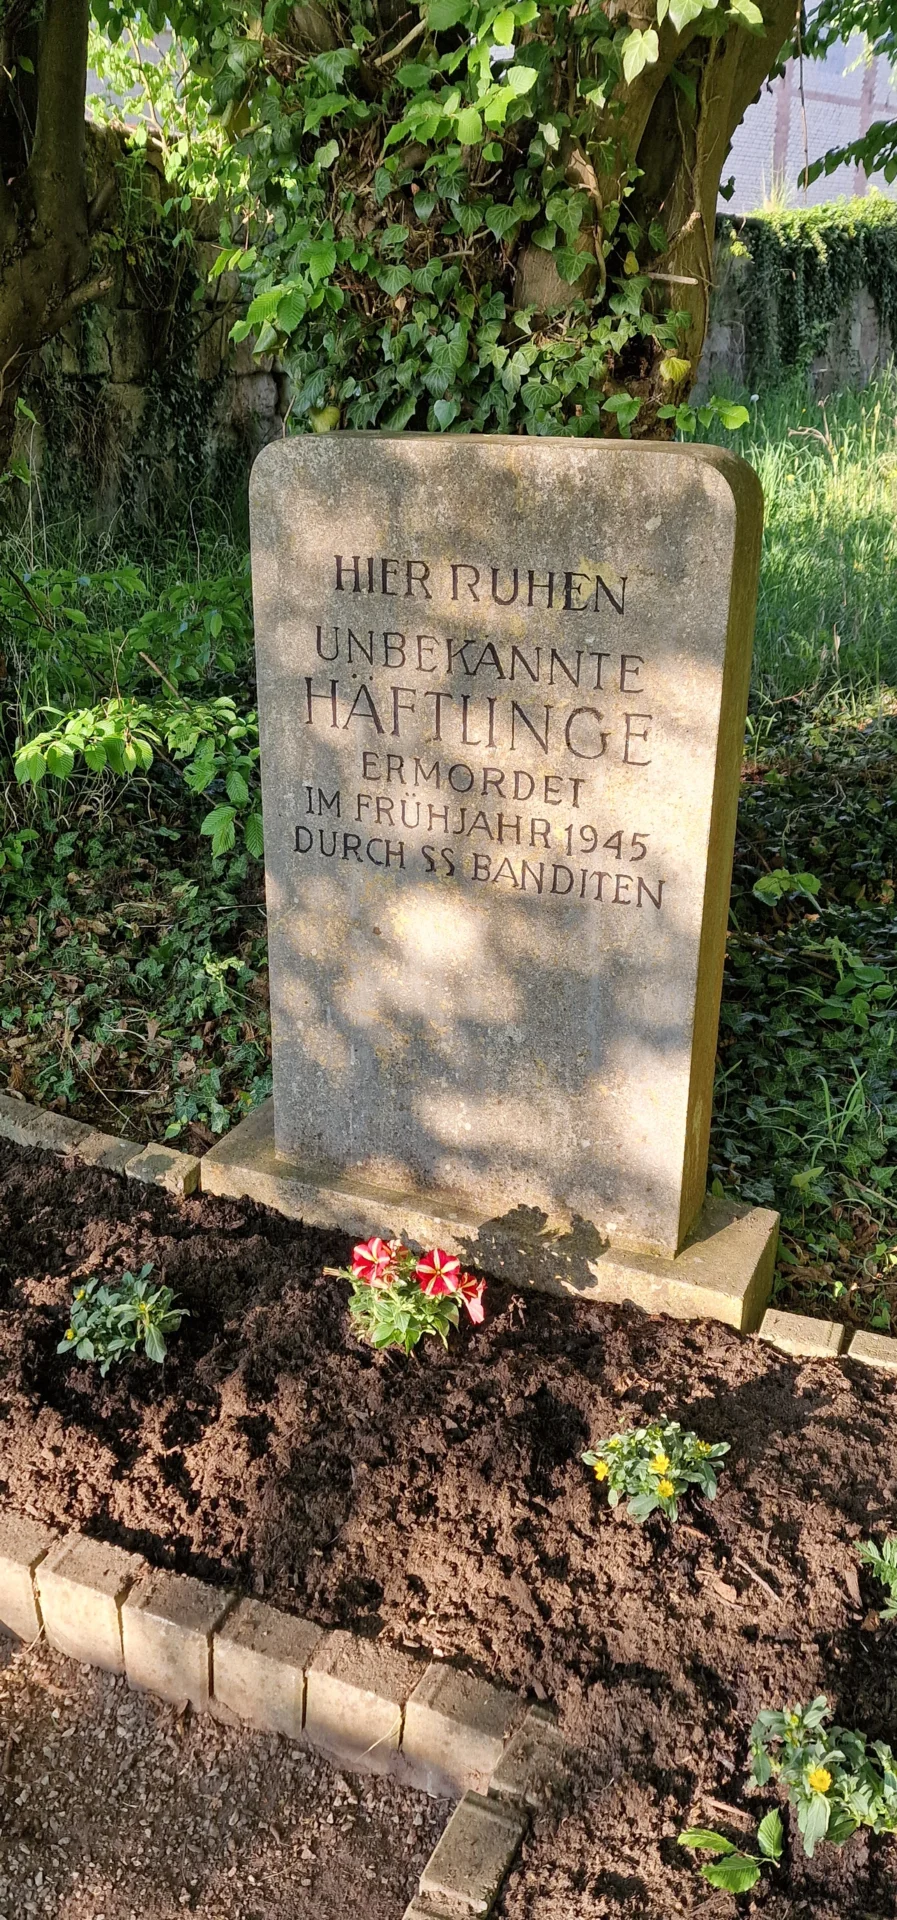 HIER RUHEN
UNBEKANNTE
HÄFTLINGE
ERMORDET
IM FRÜHJAHR 1945
DURCH SS BANDITEN